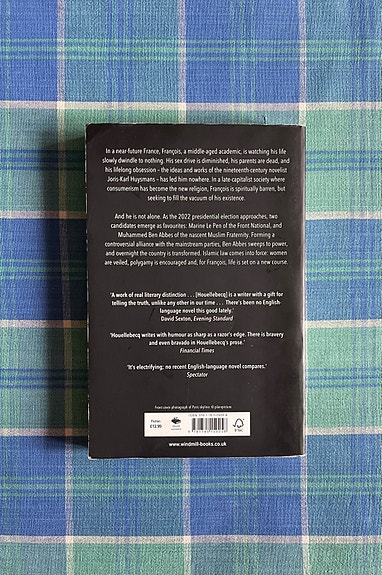 In a near-future France, François, a middle-aged academic, is watching his
life slowly dwindle to nothing. His sex drive is diminished, his parents are dead, and
his lifelong obsession – the ideas and works of the nineteenth-century novelist
Joris-Karl Huysmans – has led him nowhere. In a late-capitalist society where
consumerism has become the new religion, François is spiritually barren, but
seeking to fill the vacuum of his existence.
And he is not alone. As the 2022 presidential election approaches, two
candidates emerge as favourites: Marine Le Pen of the Front National, and
Muhammed Ben Abbes of the nascent Muslim Fraternity. Forming a
controversial alliance with the mainstream parties, Ben Abbes sweeps to power,
and overnight the country is transformed. Islamic law comes into force: women
are veiled, polygamy is encouraged and, for François, life is set on a new course.
'A work of real literary distinction . . . [Houellebecq] is a writer with a gift for
telling the truth, unlike any other in our time . . . There's been no English-
language novel this good lately.'
David Sexton, Evening Standard
'Houellebecq writes with humour as sharp as a razor's edge. There is bravery
and even bravado in Houellebecq's prose.'
Financial Times
'It's electrifying; no recent English-language novel compares.'
Spectator
Front cover photograph of Paris skyline: ©
Fiction
£12.99
FSC
www.windmill-books.co.uk